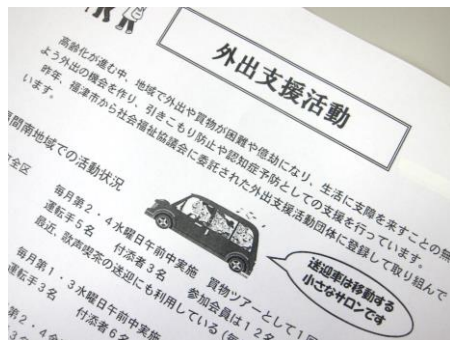 外出支援活動
高齢化が進む中、地域で外出や買物が困難や億劫になり、生活に支障を来すことの無
よう外出の機会を作り、引きこもり防止や認知症予防としての支援を行っています。
昨年、福津市から社会福祉協議会に委託された外出支援活動団体に登録して取り組んで
います。
間南地域での活動状況
全区
毎月第2・4水曜日午前中実施 買物ツアーとして1回
運転手5名 付添者3名 参加会員は12名
最近、歌声喫茶の送迎にも利用している
送迎車は移動する
小さなサロンです
毎月第1・3水曜日午前中実施
運転手3名 付添者6名
第2・4金